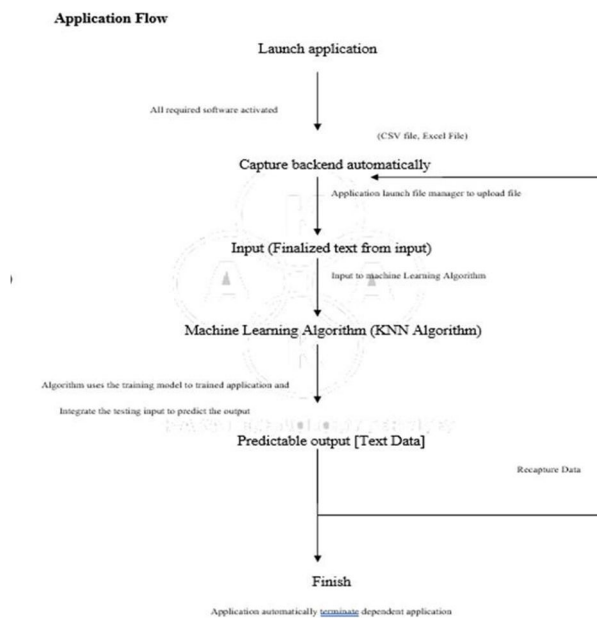 Application Flow
Launch application
All required software activated
(CSV file, Excel File)
Capture backend automatically
Application launch file manager to upload file
Input (Finalized text from input)
Input to machine Learning Algorithm
Machine Learning Algorithm (KNN Algorithm)
Algorithm uses the training model to trained application and
Integrate the testing input to predict the output
Predictable output [Text Data]
Recapture Data
Finish
Application automatically terminate dependent application